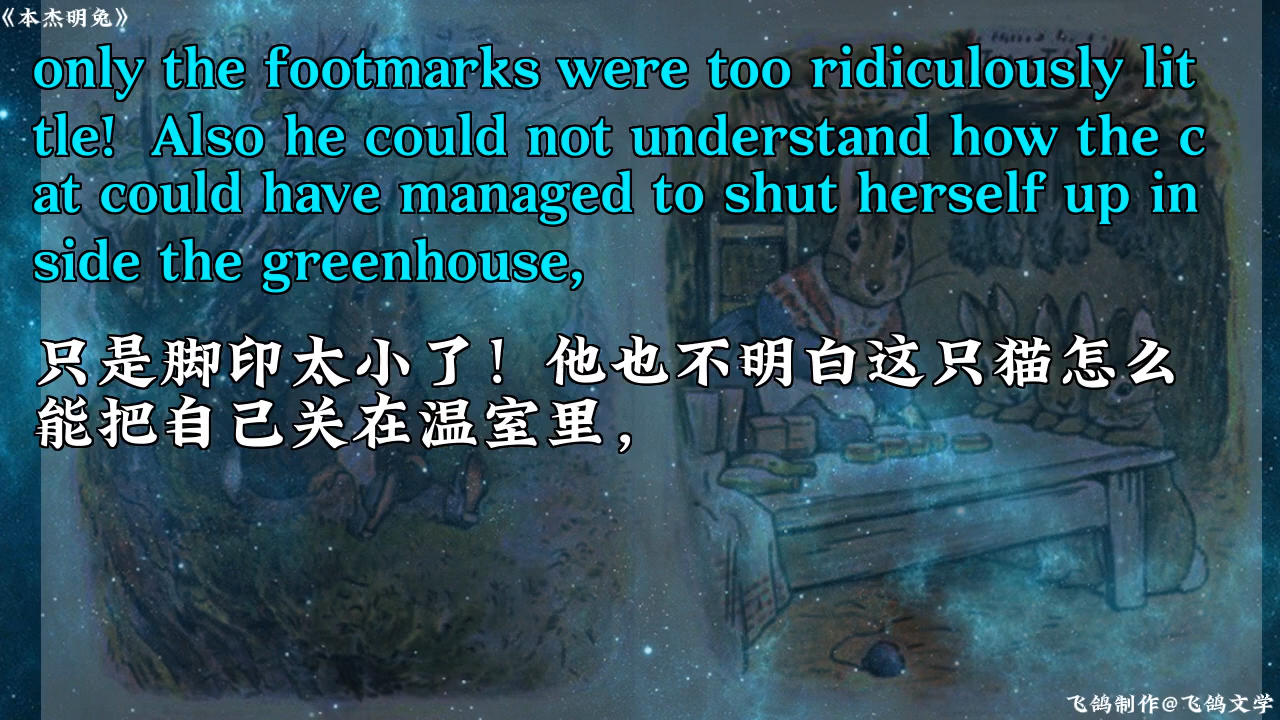 《本杰明兔》
only the footmarks were too ridiculously lit
tle!  Also he could not understand how the c
at could have managed to shut herself up in
side the greenhouse,
只是脚印太小了！他也不明白这只猫怎么
能把自己关在温室里，
飞鸽制作@飞鸽文学